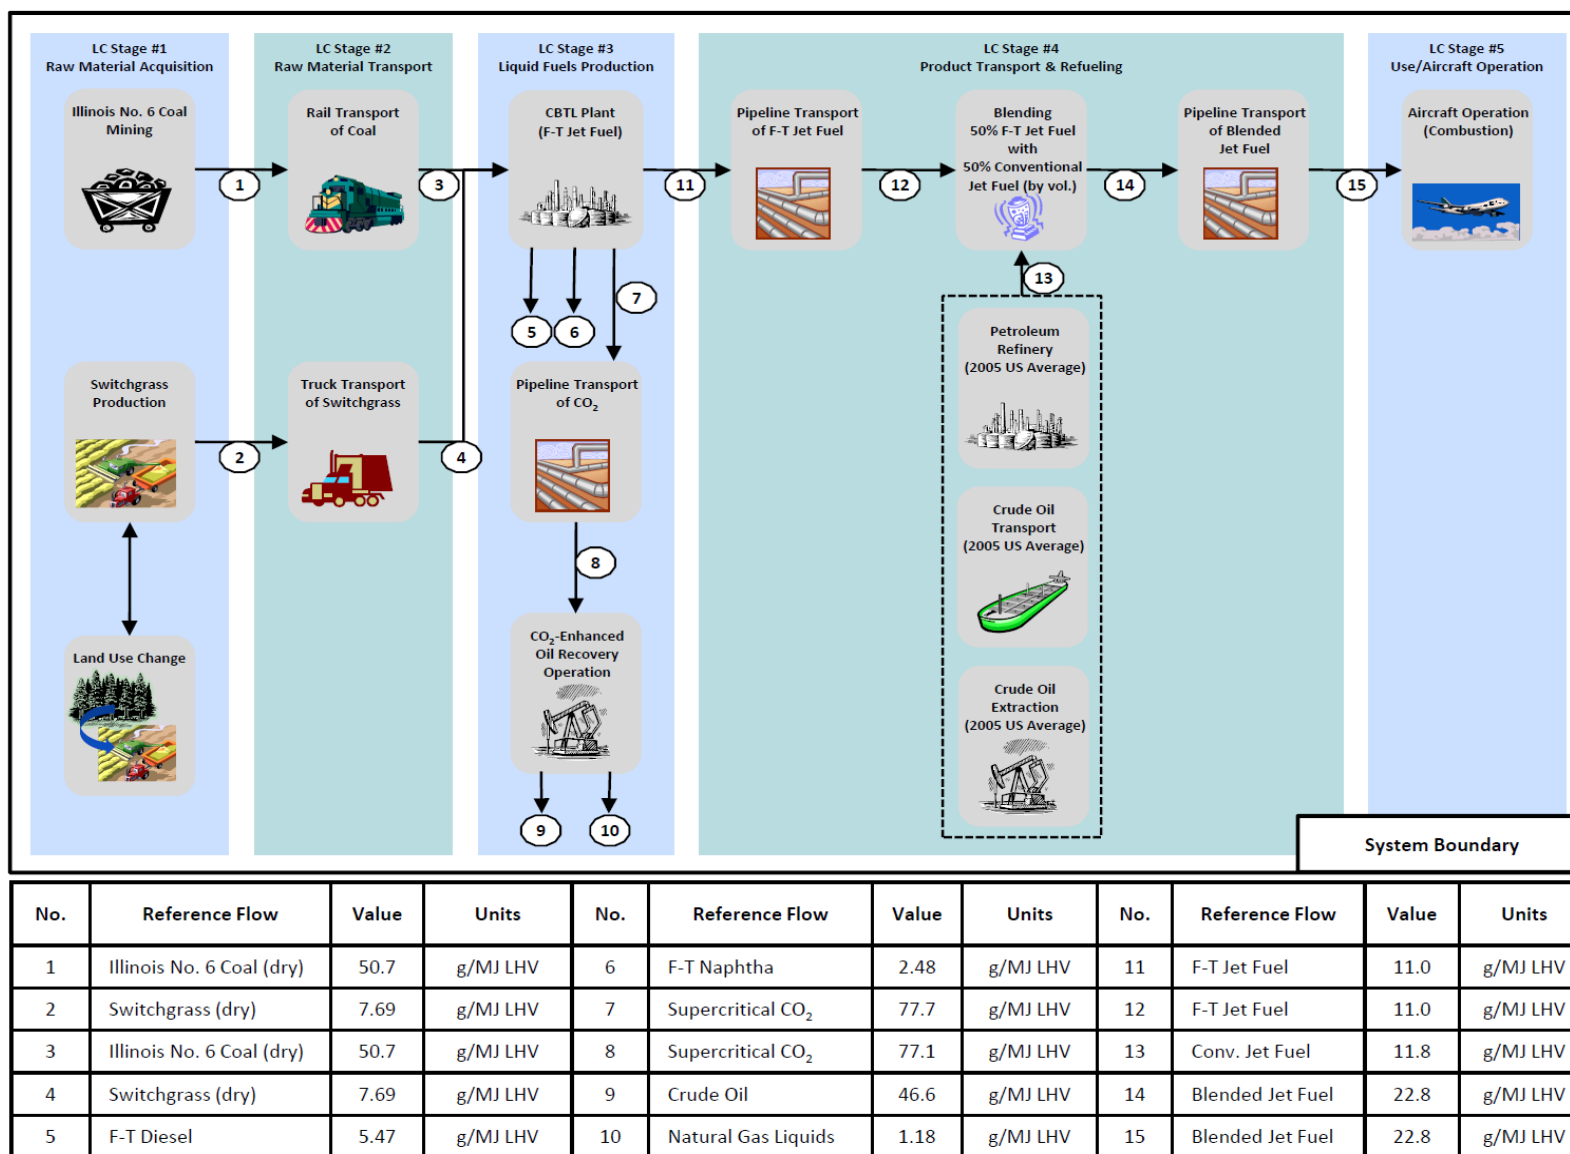 LC Stage #1
Raw Material Acquisition
LC Stage #2
Raw Material Transport
LC Stage #3
Liquid Fuels Production
LC Stage #4
Product Transport & Refueling
LC Stage #5
Use/Aircraft Operation
Illinois No. 6 Coal
Mining
1
Rail Transport
of Coal
3
CBTL Plant
(F-T Jet Fuel)
11
Pipeline Transport
of F-T Jet Fuel
12
Blending
50% F-T Jet Fuel
with
50% Conventional
Jet Fuel (by vol.)
14
Pipeline Transport
of Blended
Jet Fuel
15
Aircraft Operation
(Combustion)
5
6
7
13
Switchgrass
Production
2
Truck Transport
of Switchgrass
4
Pipeline Transport
of CO₂
8
Petroleum
Refinery
(2005 US Average)
Crude Oil
Transport
(2005 US Average)
Land Use Change
CO₂-Enhanced
Oil Recovery
Operation
9
10
Crude Oil
Extraction
(2005 US Average)
System Boundary
No. Reference Flow Value Units No. Reference Flow Value Units No. Reference Flow Value Units
1 Illinois No. 6 Coal (dry) 50.7 g/MJ LHV 6 F-T Naphtha 2.48 g/MJ LHV 11 F-T Jet Fuel 11.0 g/MJ LHV
2 Switchgrass (dry) 7.69 g/MJ LHV 7 Supercritical CO₂ 77.7 g/MJ LHV 12 F-T Jet Fuel 11.0 g/MJ LHV
3 Illinois No. 6 Coal (dry) 50.7 g/MJ LHV 8 Supercritical CO₂ 77.1 g/MJ LHV 13 Conv. Jet Fuel 11.8 g/MJ LHV
4 Switchgrass (dry) 7.69 g/MJ LHV 9 Crude Oil 46.6 g/MJ LHV 14 Blended Jet Fuel 22.8 g/MJ LHV
5 F-T Diesel 5.47 g/MJ LHV 10 Natural Gas Liquids 1.18 g/MJ LHV 15 Blended Jet Fuel 22.8 g/MJ LHV